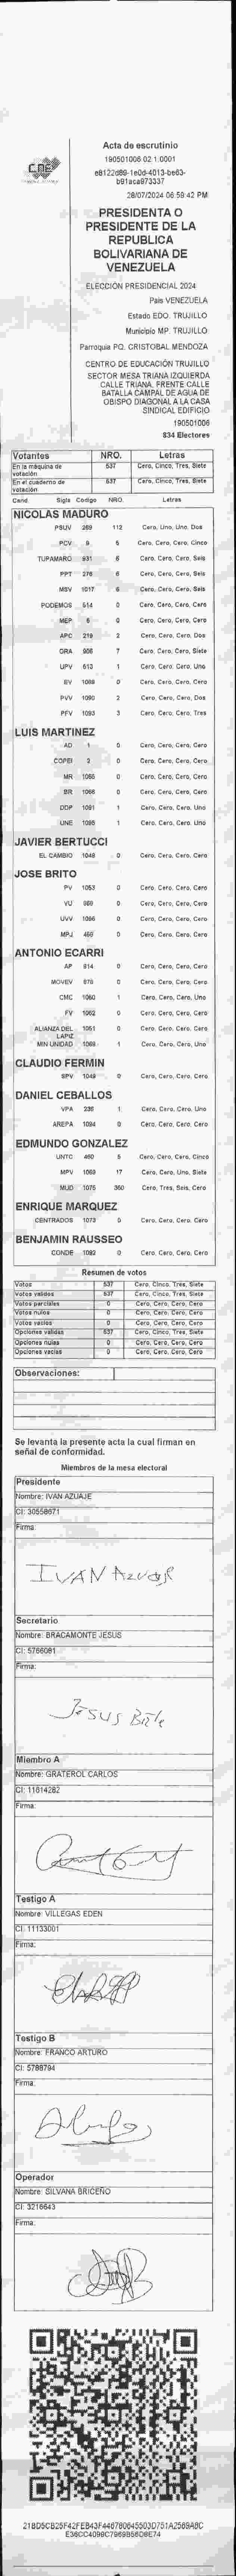 CNE
Acta de escrutinio
190501006.02.1.0001
28/07/2024 06:59:42 PM
PRESIDENTA O
PRESIDENTE DE LA
REPUBLICA
BOLIVARIANA DE
VENEZUELA
ELECCION PRESIDENCIAL 2024
Pais VENEZUELA
Estado EDO. TRUJILLO
Municipio MP. TRUJILLO
Parroquia PQ. CRISTOBAL MENDOZA
CENTRO DE EDUCACIÓN TRUJILLO
SECTOR MESA TRIANA IZQUIERDA
CALLE TRIANA. FRENTE CALLE
BATALLA CAMPAL DE AGUA DE
OBISPO DIAGONAL A LA CASA
SINDICAL EDIFICIO
190501006
834 Electores
Votantes NRO. Letras
En la máquina de votación 537 Cero, Cinco, Tres, Siete
En el cuaderno de votación 537 Cero, Cinco, Tres, Siete
Cand Sigla Codigo NRO. Letras
NICOLAS MADURO
PSUV 269 112 Cero, Uno, Uno, Dos
PCV 9 5 Cero, Cero, Cero, Cinco
TUPAMARO 931 6 Cero, Cero, Cero, Seis
PPT 276 6 Cero, Cero, Cero, Seis
MSV 1017 6 Cero, Cero, Cero, Seis
PODEMOS 514 0 Cero, Cero, Cero, Cero
MEP 6 0 Cero, Cero, Cero, Cero
APC 219 2 Cero, Cero, Cero, Dos
ORA 906 7 Cero, Cero, Cero, Siete
UPV 613 1 Cero, Cero, Cero, Uno
EV 1089 0 Cero, Cero, Cero, Cero
PVV 1090 2 Cero, Cero, Cero, Dos
PFV 1093 3 Cero, Cero, Cero, Tres
LUIS MARTINEZ
AD 1 5 Cero, Cero, Cero, Cero
COPEI 3 0 Cero, Cero, Cero, Cero
MR 1065 0 Cero, Cero, Cero, Cero
BR 1066 0 Cero, Cero, Cero, Cero
DDP 1091 1 Cero, Cero, Cero, Uno
UNE 1095 1 Cero, Cero, Cero, Uno
JAVIER BERTUCCI
EL CAMBIO 1048 0 Cero, Cero, Cero, Cero
JOSE BRITO
PV 1053 0 Cero, Cero, Cero, Cero
VU 869 0 Cero, Cero, Cero, Cero
UVV 1056 0 Cero, Cero, Cero, Cero
MPJ 466 0 Cero, Cero, Cero, Cero
ANTONIO ECARRI
AP 914 0 Cero, Cero, Cero, Cero
MOVEV 878 0 Cero, Cero, Cero, Cero
CMC 1060 1 Cero, Cero, Cero, Uno
FV 1062 0 Cero, Cero, Cero, Cero
ALIANZA DEL LAPIZ 1051 0 Cero, Cero, Cero, Cero
MIN UNIDAD 1068 1 Cero, Cero, Cero, Uno
CLAUDIO FERMIN
SPV 1043 0 Cero, Cero, Cero, Cero
DANIEL CEBALLOS
VPA 230 1 Cero, Cero, Cero, Uno
AREPA 1094 0 Cero, Cero, Cero, Cero
EDMUNDO GONZALEZ
UNTC 460 5 Cero, Cero, Cero, Cinco
MPV 1069 17 Cero, Cero, Uno, Siete
MUD 1075 360 Cero, Tres, Seis, Cero
ENRIQUE MARQUEZ
CENTRADOS 1073 0 Cero, Cero, Cero, Cero
BENJAMIN RAUSSEO
CONDE 1092 0 Cero, Cero, Cero, Cero
Resumen de votos
Votos 537 Cero, Cinco, Tres, Siete
Votos validos 537 Cero, Cinco, Tres, Siete
Votos parciales 0 Cero, Cero, Cero, Cero
Votos nulos 0 Cero, Cero, Cero, Cero
Votos vacios 0 Cero, Cero, Cero, Cero
Opciones validas 537 Cero, Cinco, Tres, Siete
Opciones nulas 0 Cero, Cero, Cero, Cero
Opciones vacias 0 Cero, Cero, Cero, Cero
Observaciones:
Se levanta la presente acta la cual firman en
señal de conformidad.
Miembros de la mesa electoral
Presidente
Nombre: IVAN AZUAJE
CI: 30558671
Firma:
IVAN Azuaje
Secretario
Nombre: BRACAMONTE JESUS
CI: 5766081
Firma:
Jesus
Miembro A
Nombre: GRATEROL CARLOS
CI: 11614282
Firma:
Testigo A
Nombre: VILLEGAS EDEN
CI: 11133001
Firma:
Testigo B
Nombre: FRANCO ARTURO
CI: 5788794
Firma:
Operador
Nombre: SILVANA BRICEÑO
CI: 3216643
Firma: